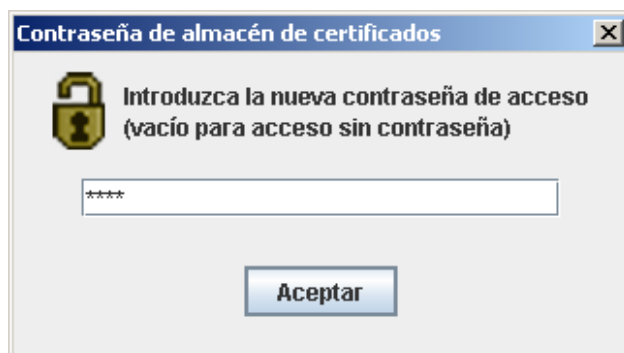 Contraseña de almacén de certificados
Introduzca la nueva contraseña de acceso
(vacío para acceso sin contraseña)
****
Aceptar